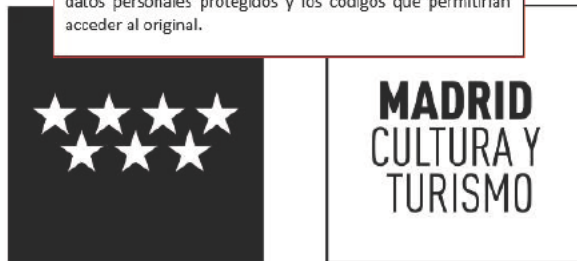 datos personales protegidos y los códigos que permitirían
acceder al original.
MADRID
CULTURA Y
TURISMO